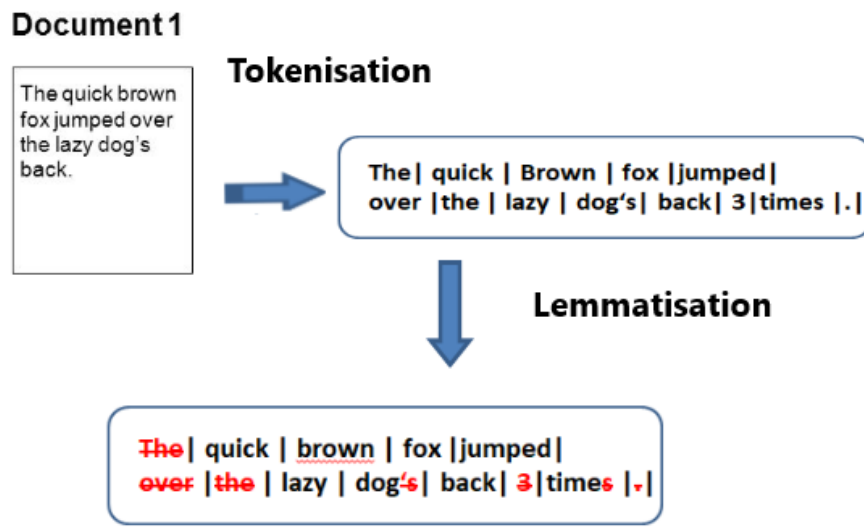 Document 1
Tokenisation
The quick brown
fox jumped over
the lazy dog's
back.
The| quick | Brown | fox |jumped|
over |the | lazy | dog‘s| back| 3|times |.|
Lemmatisation
The| quick | brown | fox |jumped|
over |the | lazy | dog‘s| back| 3|times |.|